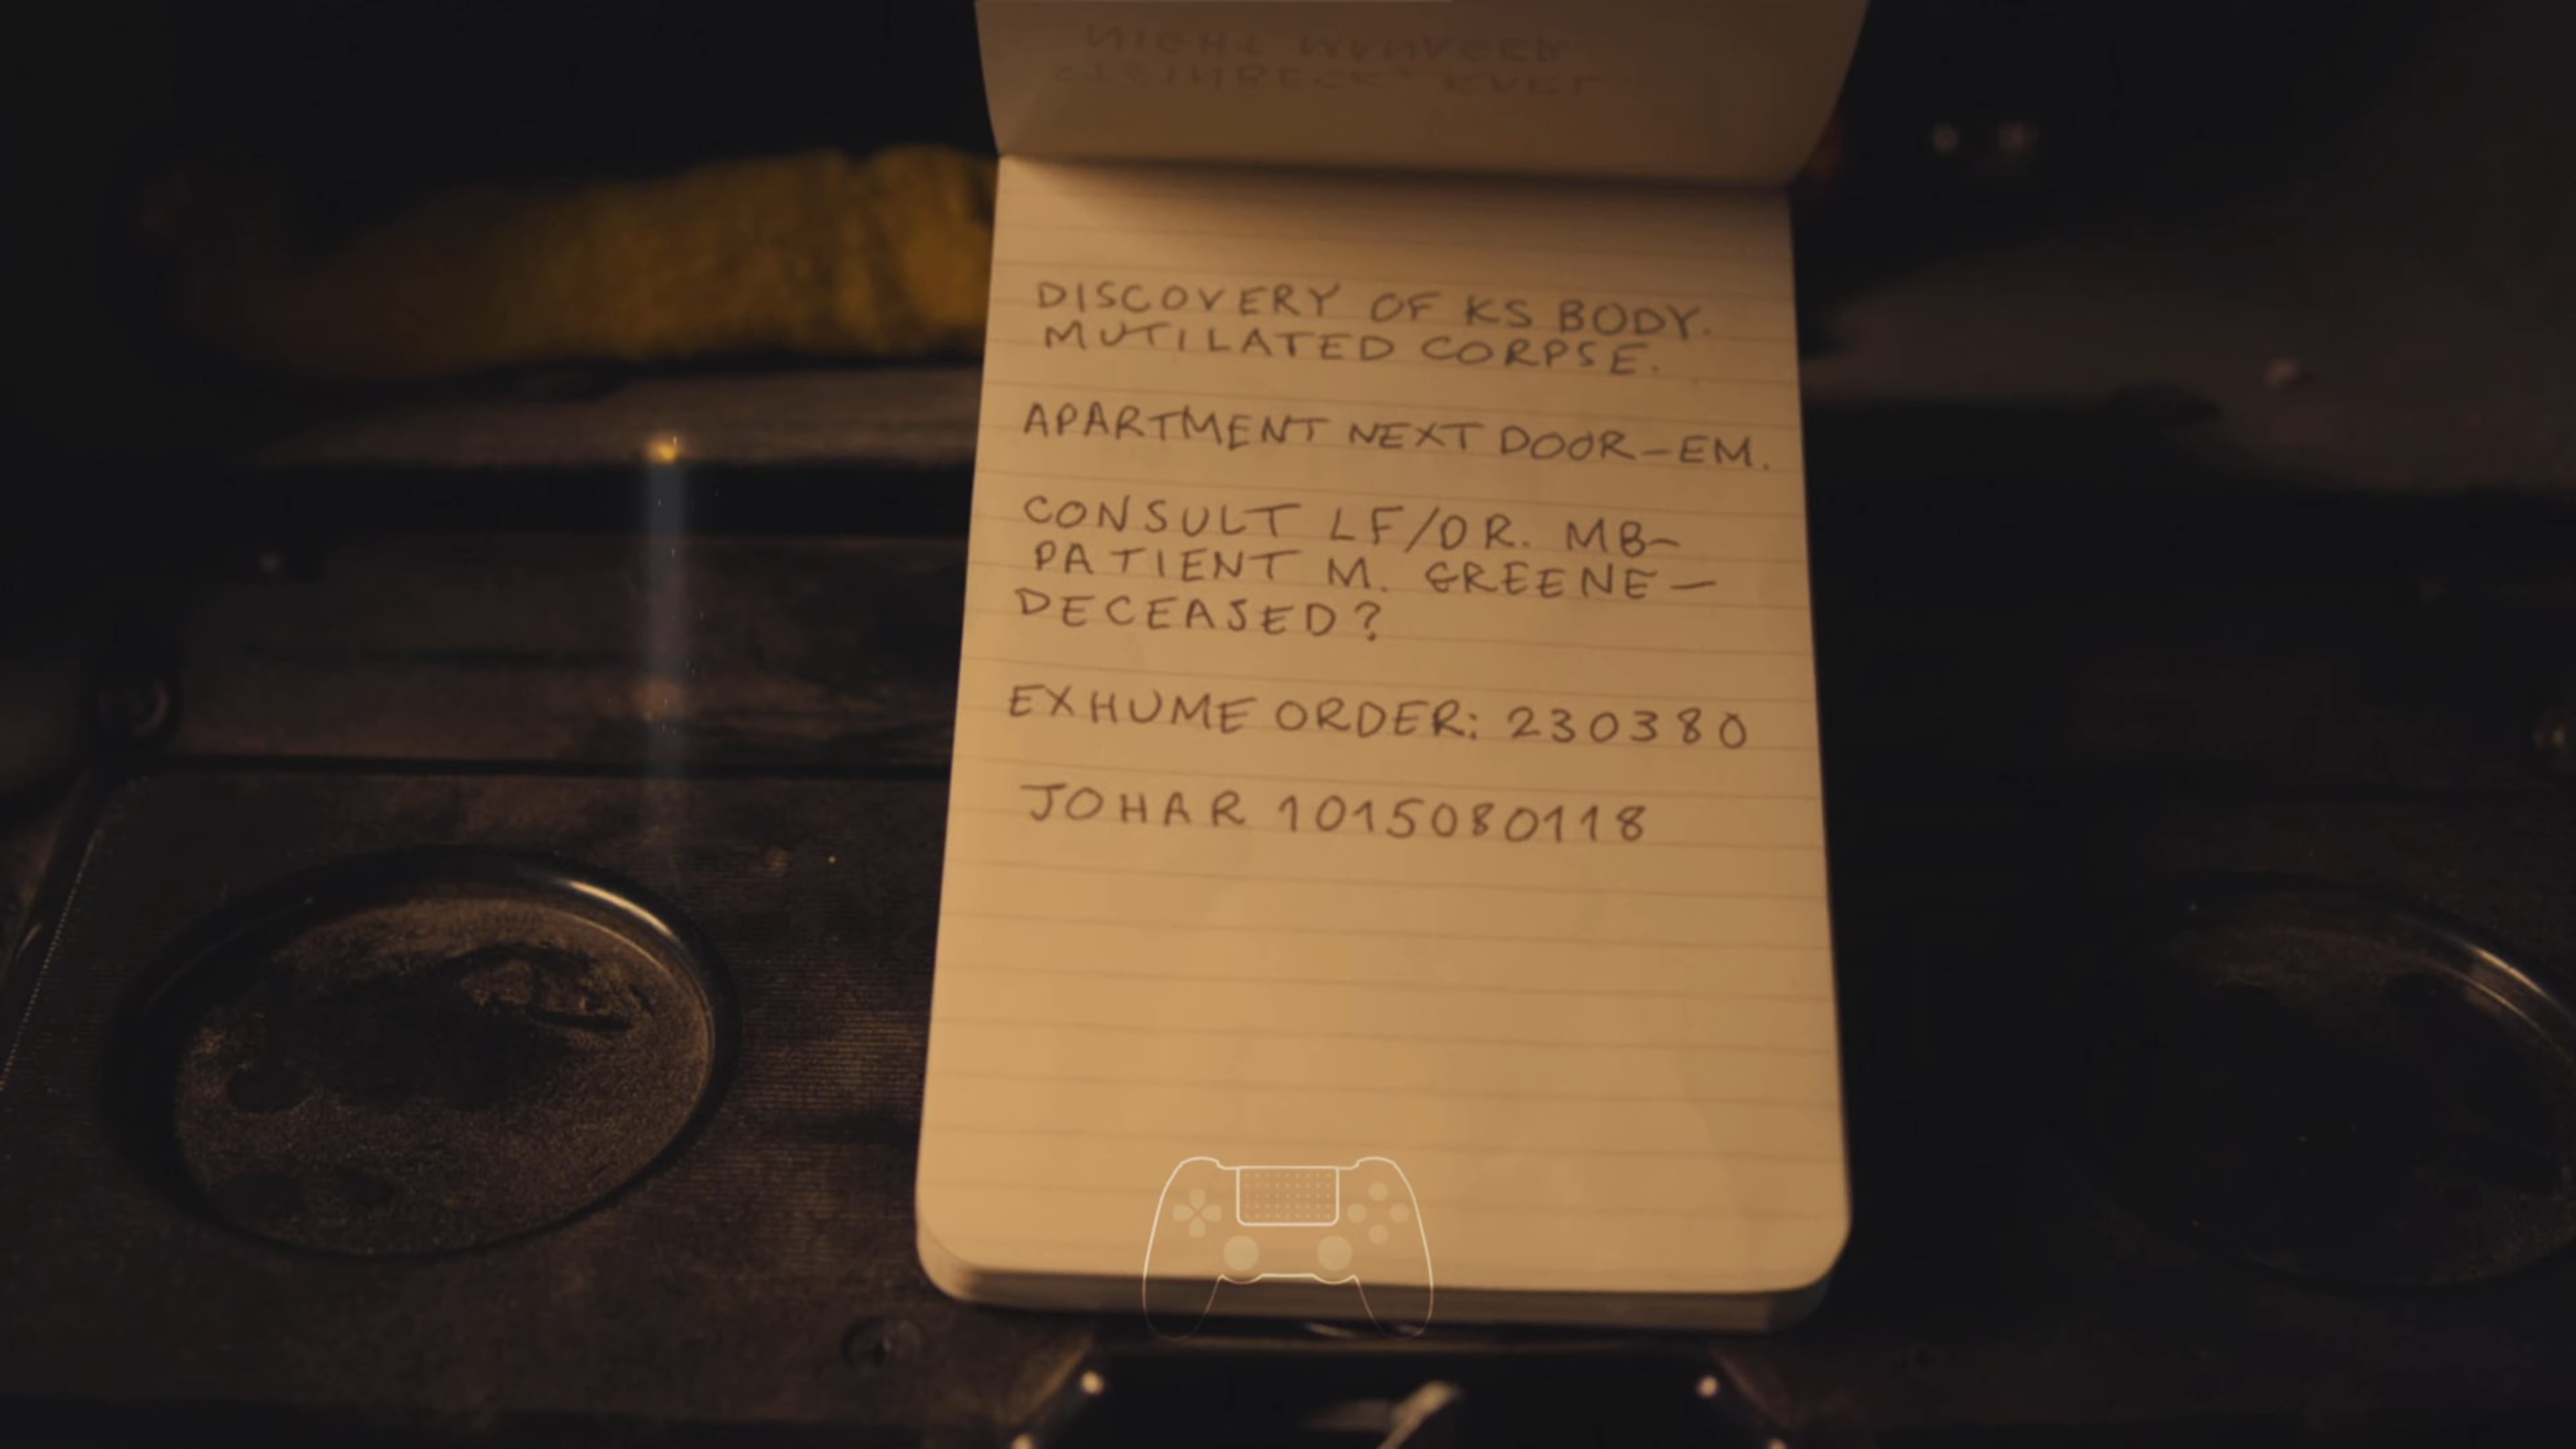 DISCOVERY OF KS BODY.
MUTILATED CORPSE.
APARTMENT NEXT DOOR-EM.
CONSULT LF/DR. MB-
PATIENT M. GREENE-
DECEASED?
EXHUME ORDER: 230380
JOHAR 1015080118